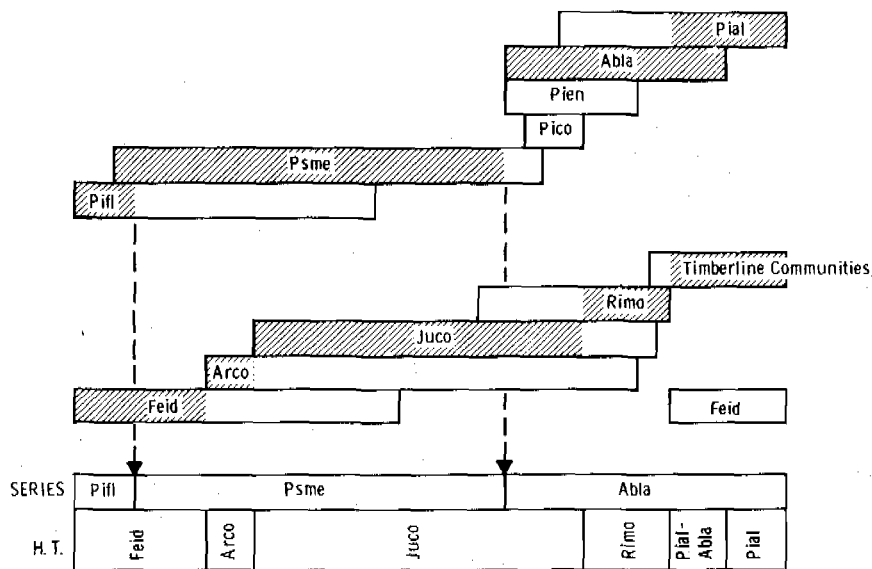 Pial
Abla
Pien
Pico
Psme
Pifl
Timberline Communities
Rimo
Juco
Arco
Feid
Feid
SERIES Pifl Psme Abla
H. T. Feid Arco Juco Rimo Pial-Abla Pial